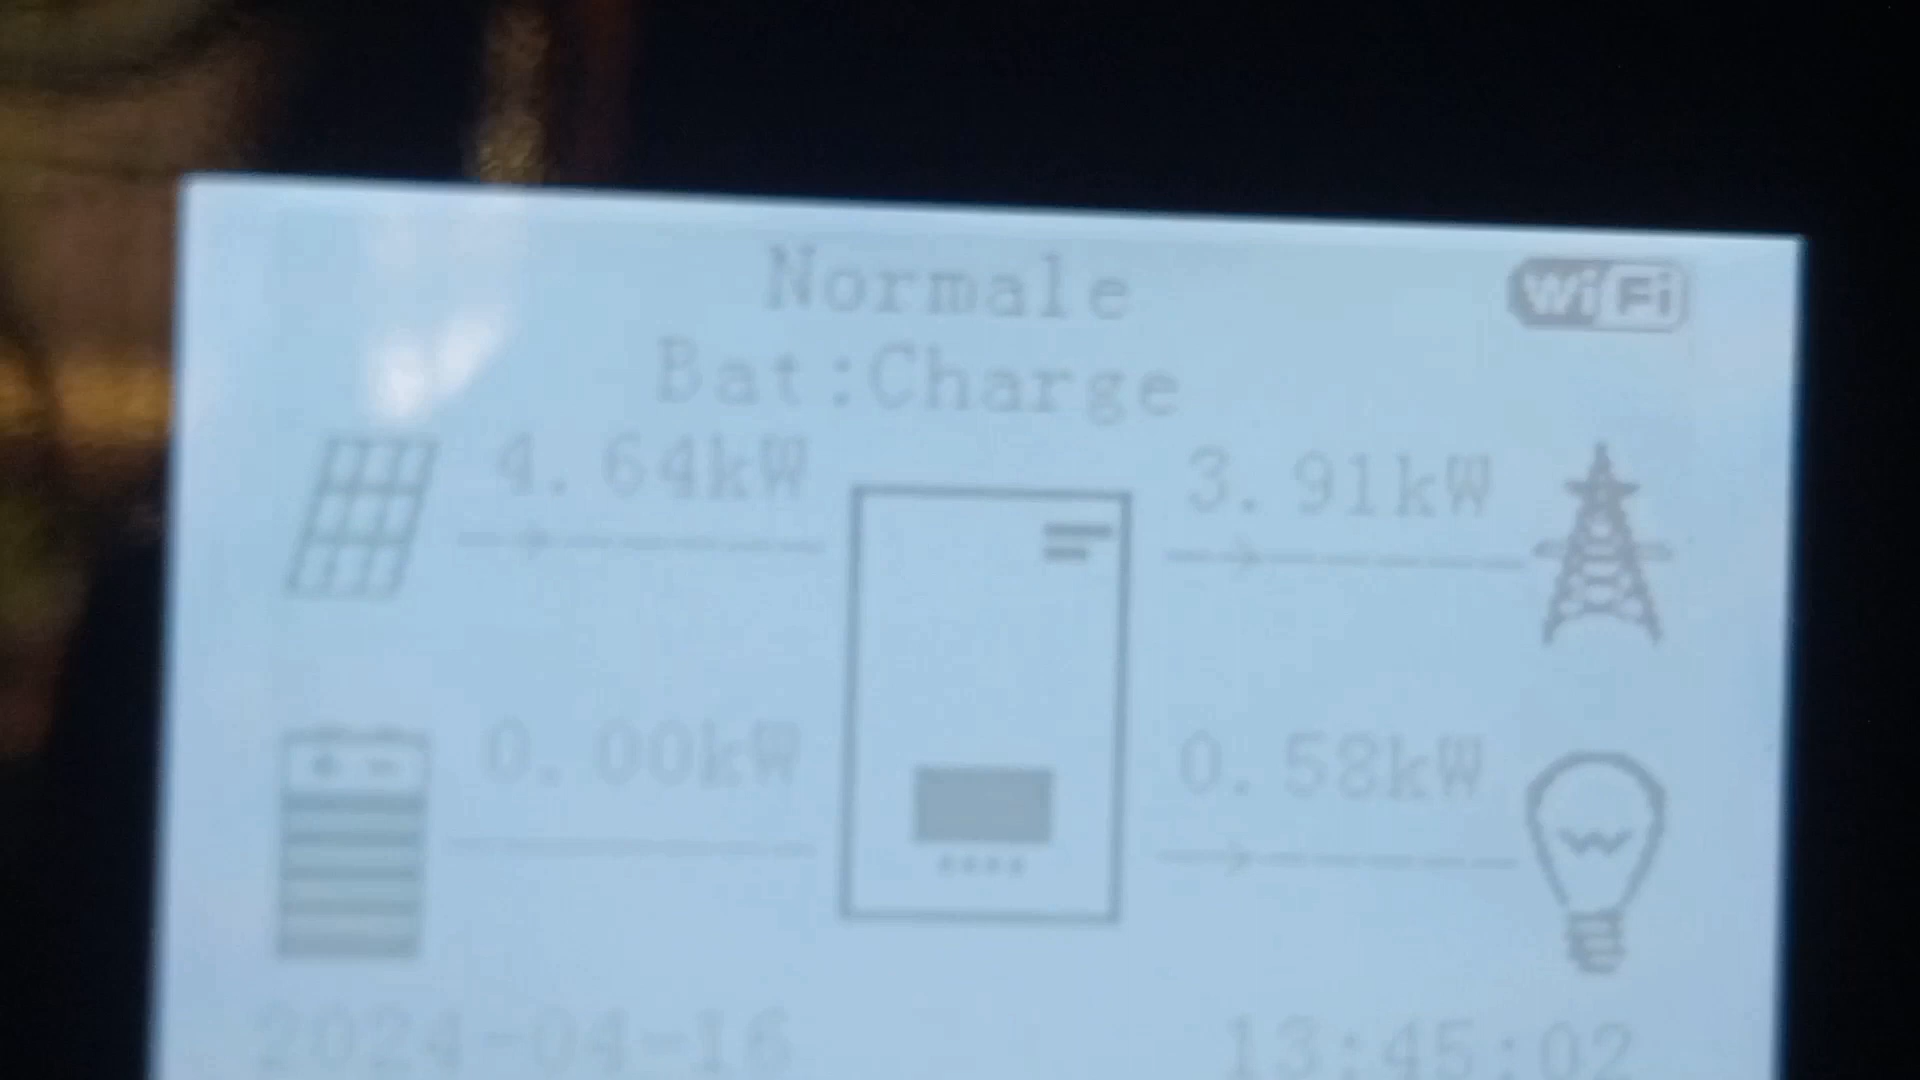 Normale
WiFi
Bat:Charge
4.64kW
3.91kW
0.00kW
0.58kW
2024-04-16
13:45:02